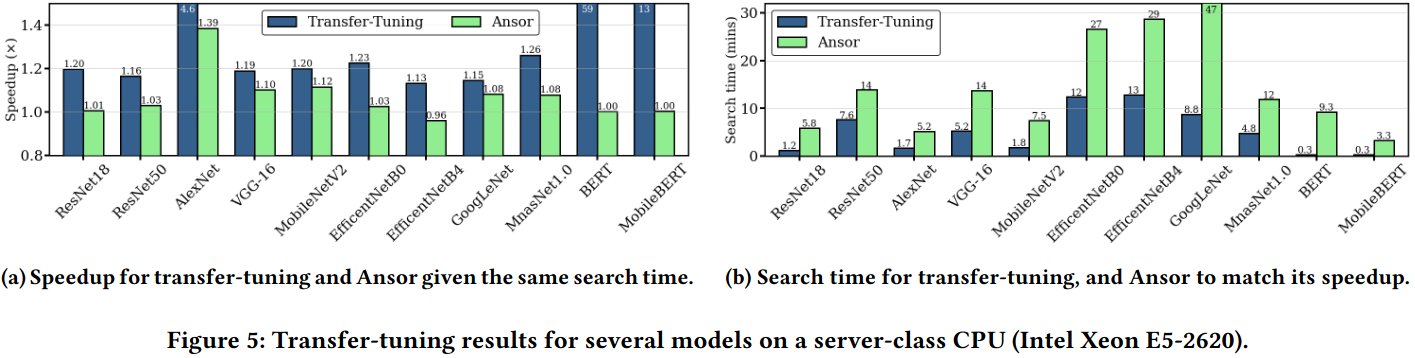 Speedup (×)
1.4
1.2
1.0
0.8
Transfer-Tuning
Ansor
1.20
1.01
1.16
1.03
4.6
1.39
1.19
1.10
1.20
1.12
1.23
1.03
1.13
0.96
1.15
1.08
1.26
1.08
59
1.00
13
1.00
ResNet18
ResNet50
AlexNet
VGG-16
MobileNetV2
EfficentNetB0
EfficentNetB4
GoogLeNet
MnasNet1.0
BERT
MobileBERT
(a) Speedup for transfer-tuning and Ansor given the same search time.
Search time (mins)
30
20
10
0
Transfer-Tuning
Ansor
1.2
5.8
7.6
14
1.7
5.2
5.2
14
1.8
7.5
12
27
13
29
8.8
47
4.8
12
0.3
9.3
0.3
3.3
ResNet18
ResNet50
AlexNet
VGG-16
MobileNetV2
EfficentNetB0
EfficentNetB4
GoogLeNet
MnasNet1.0
BERT
MobileBERT
(b) Search time for transfer-tuning, and Ansor to match its speedup.
Figure 5: Transfer-tuning results for several models on a server-class CPU (Intel Xeon E5-2620).